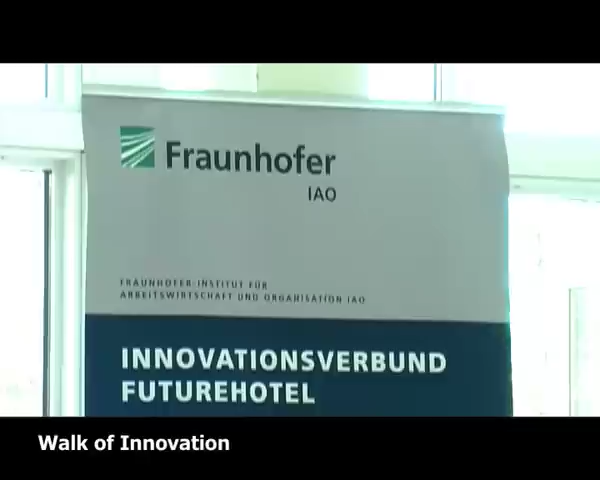 Fraunhofer
IAO
FRAUNHOFER-INSTITUT FÜR
ARBEITSWIRTSCHAFT UND ORGANISATION IAO
INNOVATIONSVERBUND
FUTUREHOTEL
Walk of Innovation